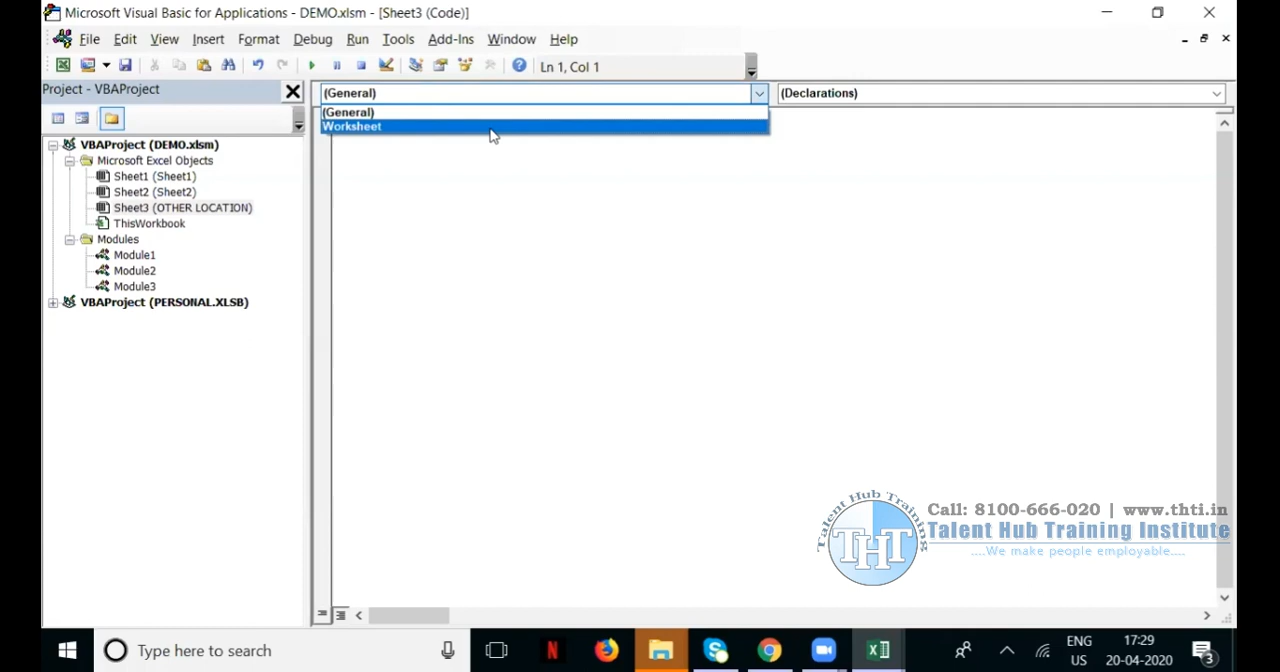 Microsoft Visual Basic for Applications - DEMO.xlsm - [Sheet3 (Code)]
File Edit View Insert Format Debug Run Tools Add-Ins Window Help
Ln 1, Col 1
Project - VBAProject
(General)
(Declarations)
(General)
Worksheet
VBAProject (DEMO.xlsm)
Microsoft Excel Objects
Sheet1 (Sheet1)
Sheet2 (Sheet2)
Sheet3 (OTHER LOCATION)
ThisWorkbook
Modules
Module1
Module2
Module3
VBAProject (PERSONAL.XLSB)
Talent Hub Training
THT
Call: 8100-666-020 | www.thti.in
Talent Hub Training Institute
....We make people employable....
Type here to search
N
ENG
US
17:29
20-04-2020
3